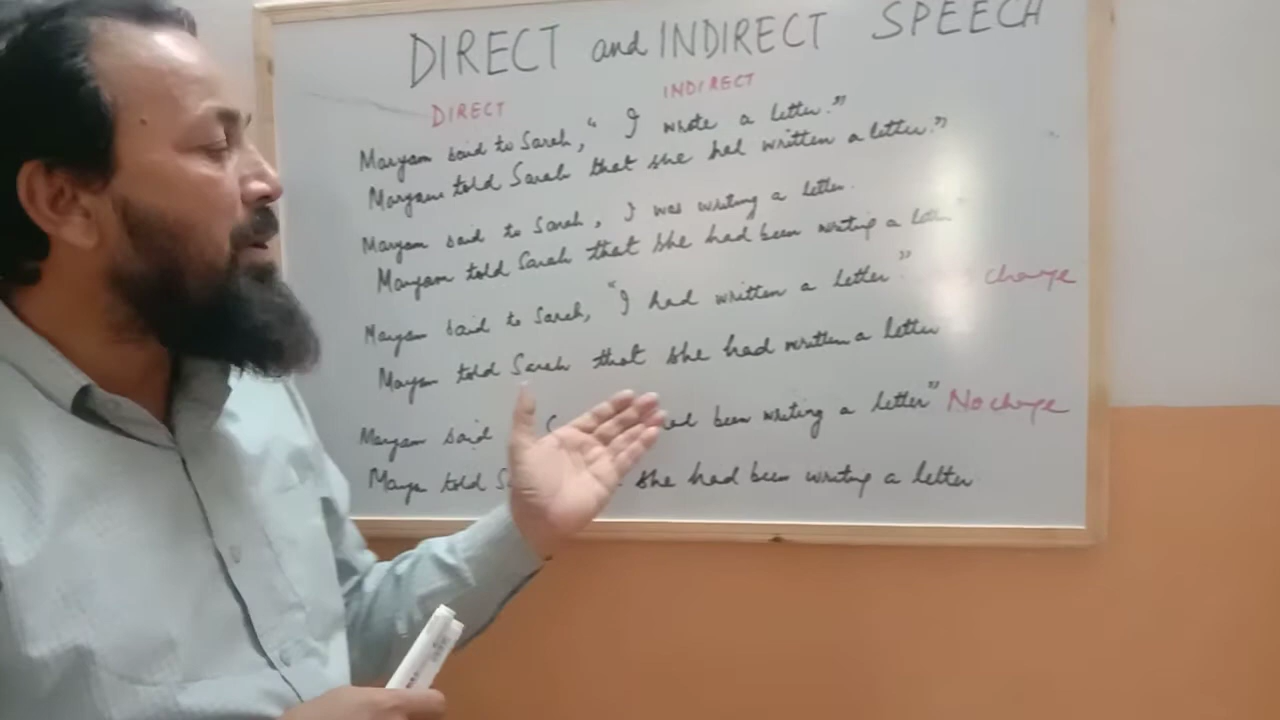 DIRECT and INDIRECT SPEECH
DIRECT INDIRECT
Maryam said to Sarah, “ I wrote a letter.”
Maryam told Sarah that she had written a letter.”
Maryam said to Sarah, I was writing a letter.
Maryam told Sarah that she had been writing a letter"
Maryam said to Sarah, “I had written a letter” change
Maryam told Sarah that she had written a letter
Maryam said been writing a letter” No change
Maryam told she had been writing a letter